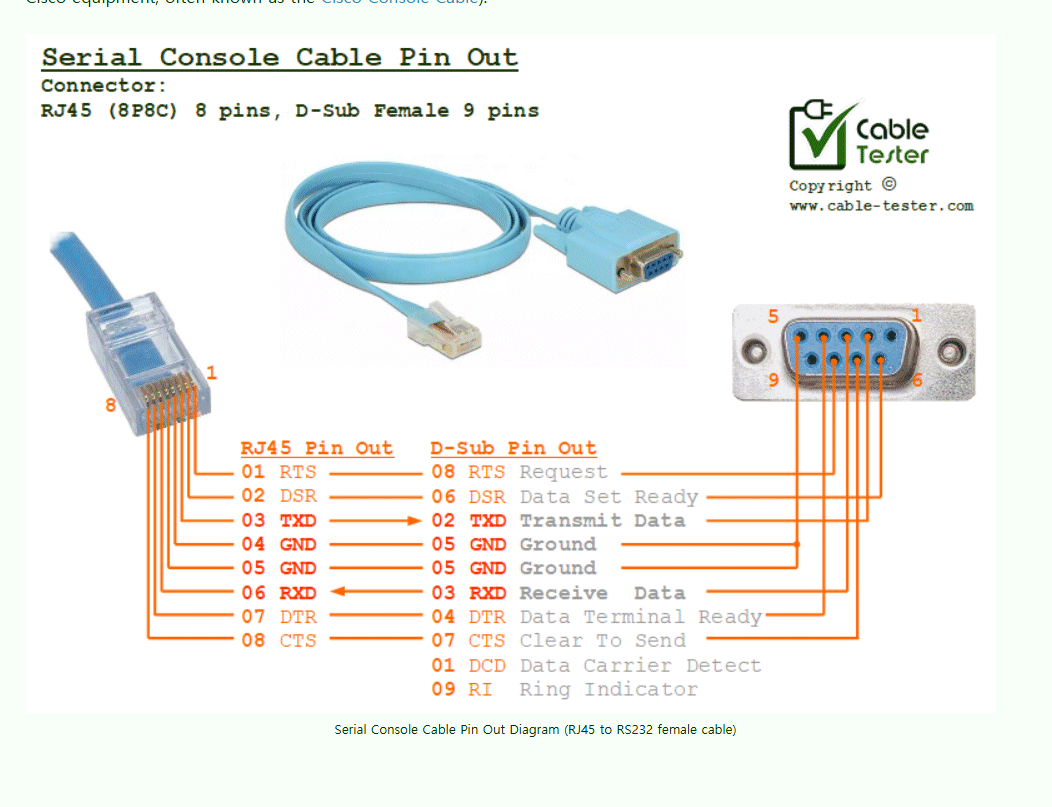 Cisco equipment, often known as the Cisco Console Cable).
Serial Console Cable Pin Out
Connector:
RJ45 (8P8C) 8 pins, D-Sub Female 9 pins
Cable
Tester
Copyright ©
www.cable-tester.com
5 1
9 6
1
8
RJ45 Pin Out D-Sub Pin Out
01 RTS 08 RTS Request
02 DSR 06 DSR Data Set Ready
03 TXD 02 TXD Transmit Data
04 GND 05 GND Ground
05 GND 05 GND Ground
06 RXD 03 RXD Receive Data
07 DTR 04 DTR Data Terminal Ready
08 CTS 07 CTS Clear To Send
01 DCD Data Carrier Detect
09 RI Ring Indicator
Serial Console Cable Pin Out Diagram (RJ45 to RS232 female cable)